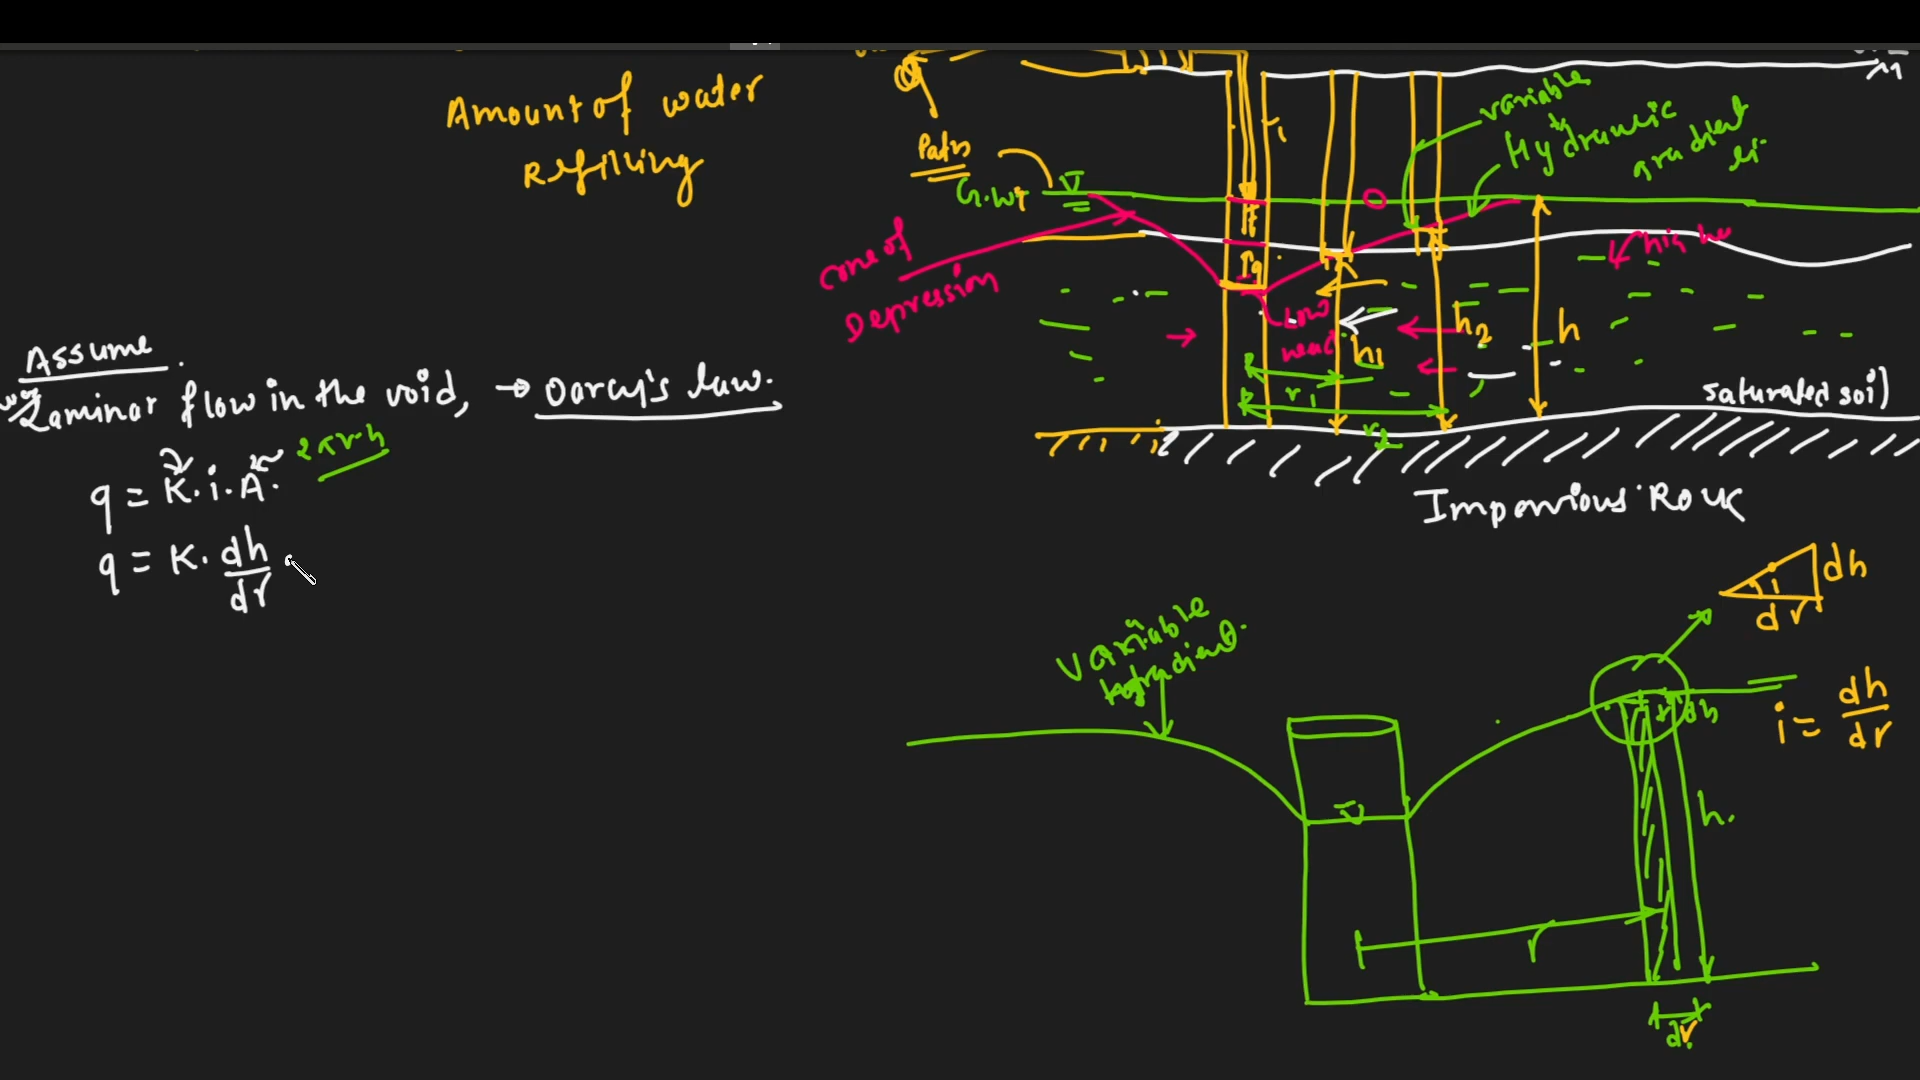 Amount of water
Refilling
Path
G.W.T
variable
Hydraulic
gradient
cone of
Depression
high he
Low
head
h1
h2
h
r1
r2
q
saturated soil
Impervious Rock
Assume
Laminar flow in the void, → Darcy's law.
2πr·h
q = K·i·A·
q = K· dh/dr
dh
i
dr
i = dh/dr
variable
gradient.
dh
h.
r
dr